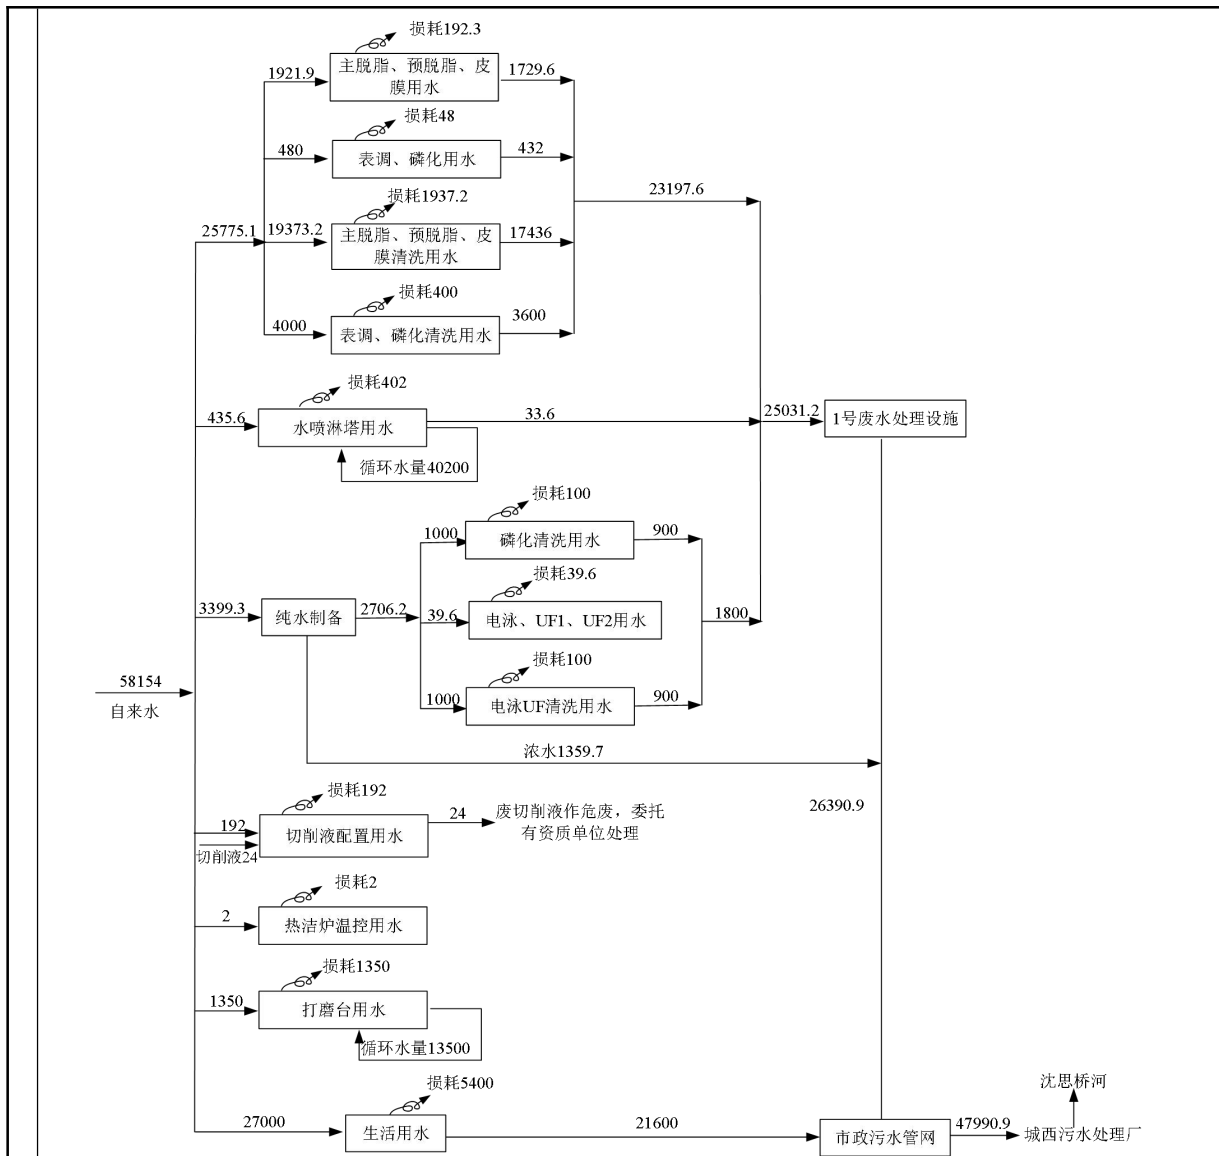 损耗192.3
1921.9
主脱脂、预脱脂、皮
膜用水
1729.6
损耗48
480
表调、磷化用水
432
损耗1937.2
25775.1
19373.2
主脱脂、预脱脂、皮
膜清洗用水
17436
23197.6
损耗400
4000
表调、磷化清洗用水
3600
损耗402
435.6
水喷淋塔用水
33.6
循环水量40200
25031.2
1号废水处理设施
损耗100
1000
磷化清洗用水
900
损耗39.6
3399.3
纯水制备
2706.2
39.6
电泳、UF1、UF2用水
1800
损耗100
1000
电泳UF清洗用水
900
58154
自来水
浓水1359.7
26390.9
损耗192
192
切削液24
切削液配置用水
24
废切削液作危废，委托
有资质单位处理
损耗2
2
热洁炉温控用水
损耗1350
1350
打磨台用水
循环水量13500
损耗5400
27000
生活用水
21600
市政污水管网
47990.9
城西污水处理厂
沈思桥河